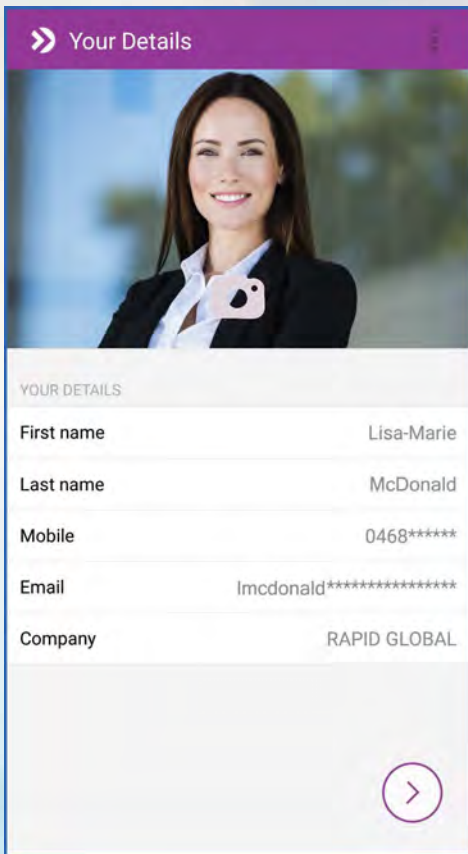 Your Details
YOUR DETAILS
First name Lisa-Marie
Last name McDonald
Mobile 0468******
Email lmcdonald****************
Company RAPID GLOBAL